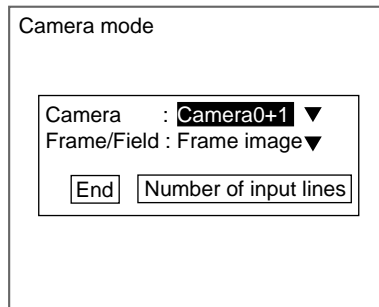 Camera mode
Camera : Camera0+1 ▼
Frame/Field : Frame image▼
End Number of input lines